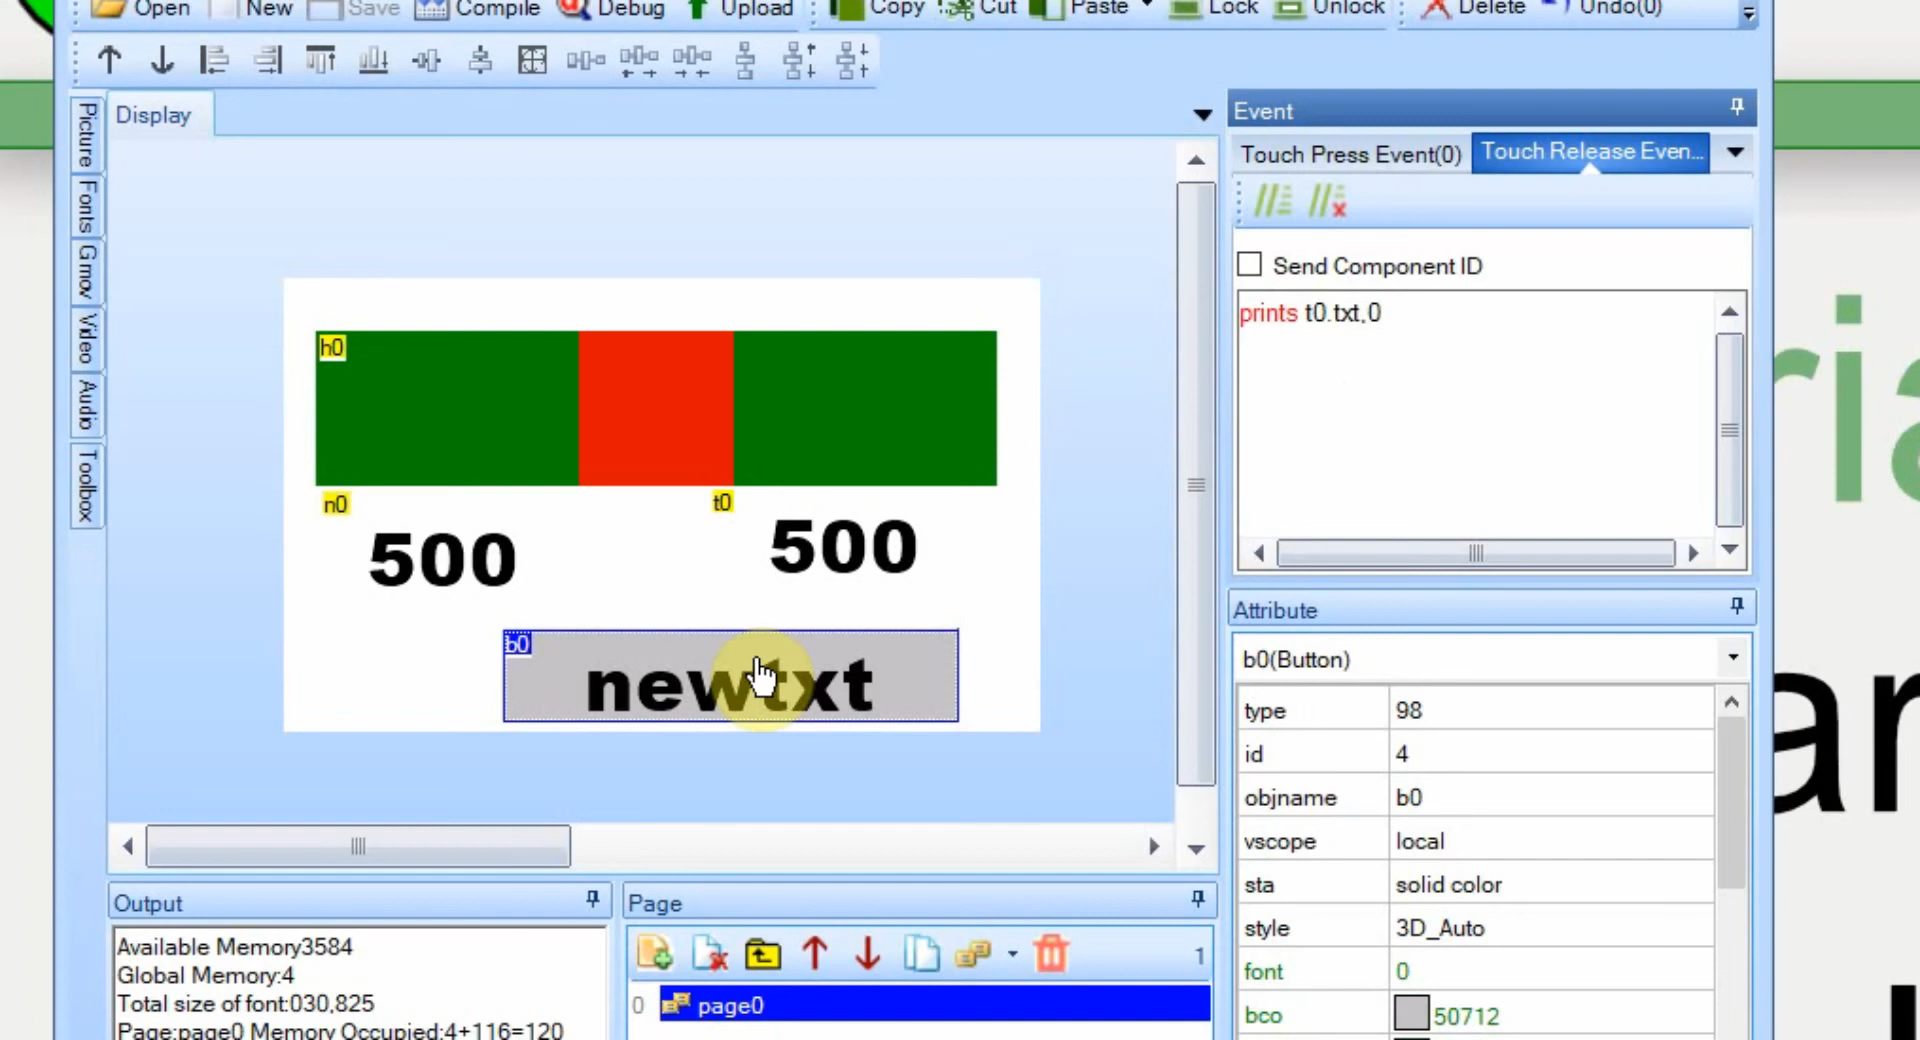 Open New Save Compile Debug Upload Copy Cut Paste Lock Unlock Delete Undo(0)
Display
Picture
Fonts
Gmov
Video
Audio
Toolbox
h0
n0
t0
500
500
b0
newtxt
Event
Touch Press Event(0) Touch Release Even...
Send Component ID
prints t0.txt,0
Attribute
b0(Button)
type 98
id 4
objname b0
vscope local
sta solid color
style 3D_Auto
font 0
bco 50712
Output
Available Memory3584
Global Memory:4
Total size of font:030,825
Page:page0 Memory Occupied:4+116=120
Page
1
0 page0